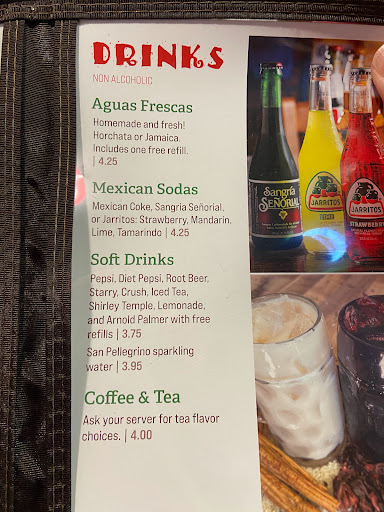 DRINKS
NON ALCOHOLIC
Aguas Frescas
Homemade and fresh!
Horchata or Jamaica.
Includes one free refill.
| 4.25
Mexican Sodas
Mexican Coke, Sangria Señorial,
or Jarritos: Strawberry, Mandarin,
Lime, Tamarindo | 4.25
Soft Drinks
Pepsi, Diet Pepsi, Root Beer,
Starry, Crush, Iced Tea,
Shirley Temple, Lemonade,
and Arnold Palmer with free
refills | 3.75
San Pellegrino sparkling
water | 3.95
Coffee & Tea
Ask your server for tea flavor
choices. | 4.00
Sangría
SEÑORIAL
JARRITOS
JARRITOS
STRAWBERRY